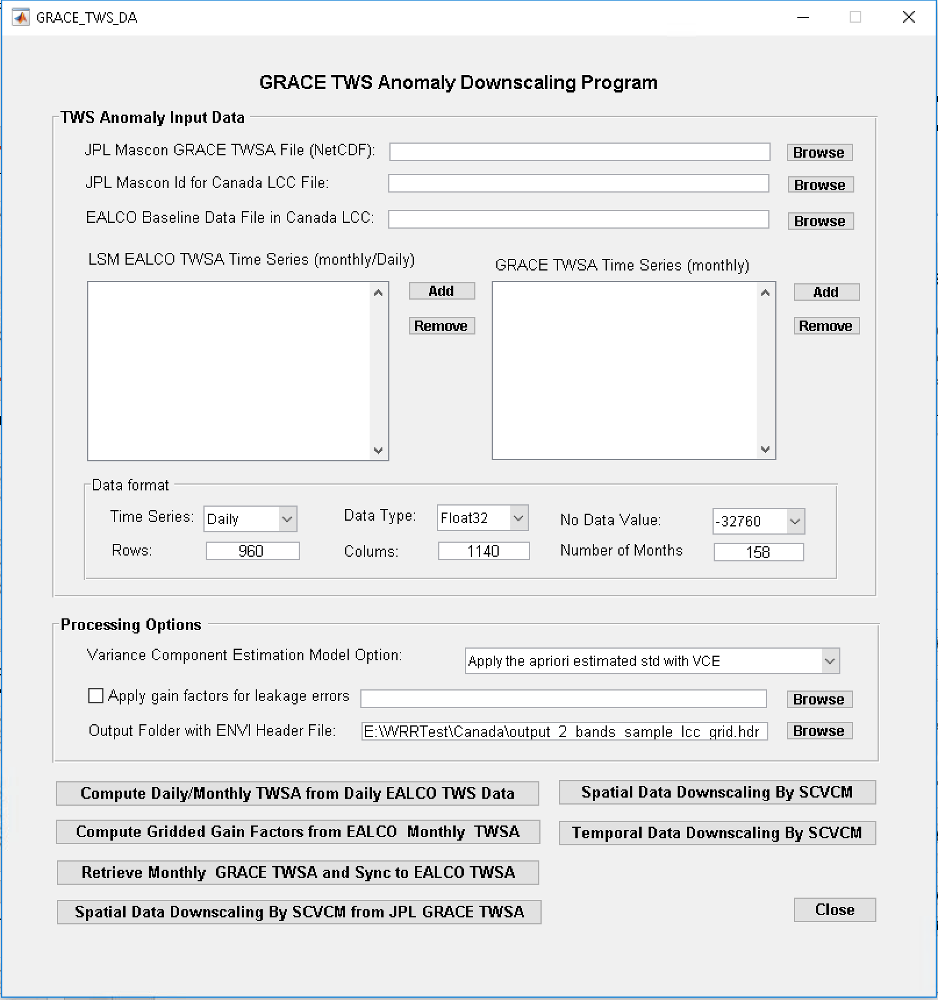 GRACE_TWS_DA
GRACE TWS Anomaly Downscaling Program
TWS Anomaly Input Data
JPL Mascon GRACE TWSA File (NetCDF): Browse
JPL Mascon Id for Canada LCC File: Browse
EALCO Baseline Data File in Canada LCC: Browse
LSM EALCO TWSA Time Series (monthly/Daily)
GRACE TWSA Time Series (monthly)
Add
Remove
Add
Remove
Data format
Time Series: Daily Data Type: Float32 No Data Value: -32760
Rows: 960 Colums: 1140 Number of Months 158
Processing Options
Variance Component Estimation Model Option: Apply the apriori estimated std with VCE
Apply gain factors for leakage errors Browse
Output Folder with ENVI Header File: E:\WRRTest\Canada\output_2_bands_sample_lcc_grid.hdr Browse
Compute Daily/Monthly TWSA from Daily EALCO TWS Data
Spatial Data Downscaling By SCVCM
Compute Gridded Gain Factors from EALCO  Monthly  TWSA
Temporal Data Downscaling By SCVCM
Retrieve Monthly  GRACE TWSA and Sync to EALCO TWSA
Spatial Data Downscaling By SCVCM from JPL GRACE TWSA
Close